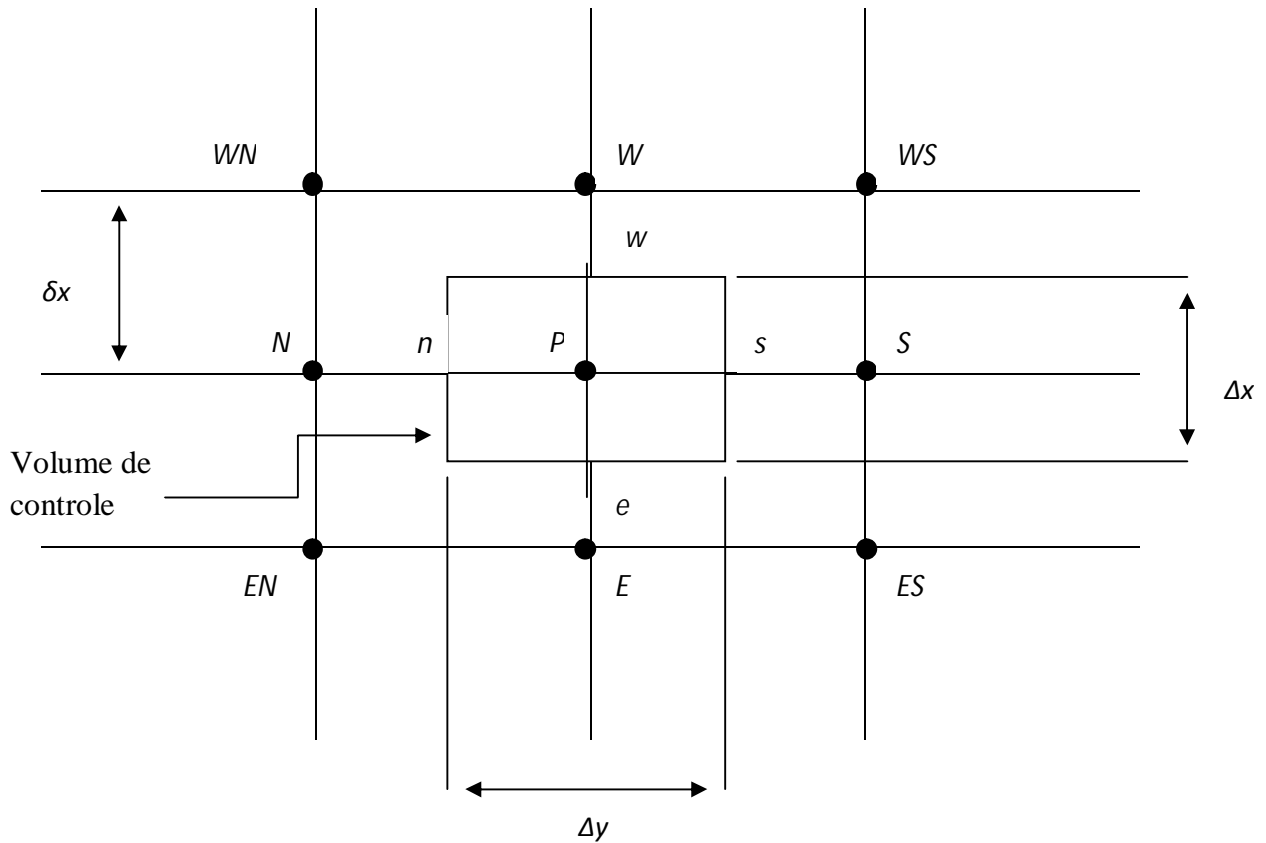 WN W WS
w
δx
N n P s S
Δx
Volume de
controle
e
EN E ES
Δy